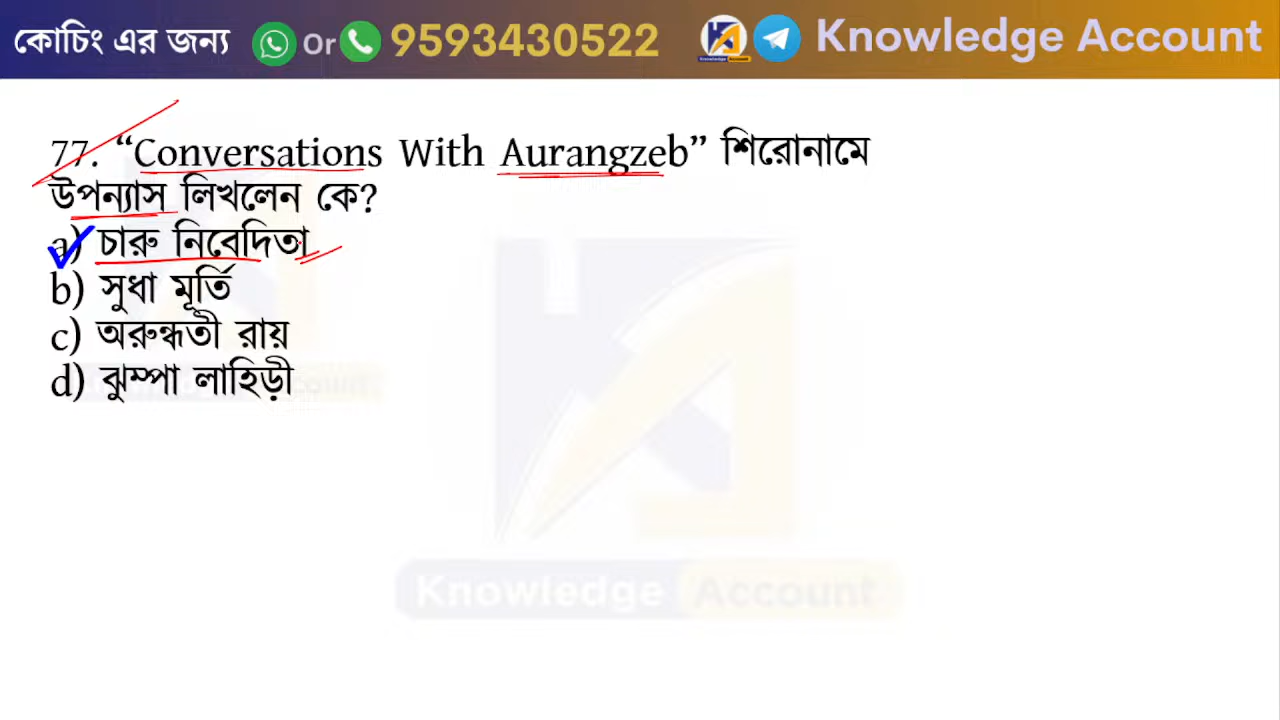 কোচিং এর জন্য Or 9593430522 Knowledge Account
77. “Conversations With Aurangzeb” শিরোনামে
উপন্যাস লিখলেন কে?
a) চারু নিবেদিতা
b) সুধা মূর্তি
c) অরুন্ধতী রায়
d) ঝুম্পা লাহিড়ী
Knowledge Account